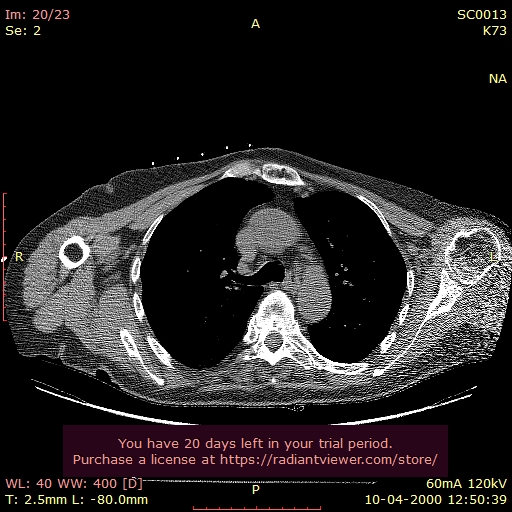 Im: 20/23
Se: 2
A
SC0013
K73
NA
R
L
You have 20 days left in your trial period.
Purchase a license at https://radiantviewer.com/store/
WL: 40 WW: 400 [D]
T: 2.5mm L: -80.0mm
P
60mA 120kV
10-04-2000 12:50:39